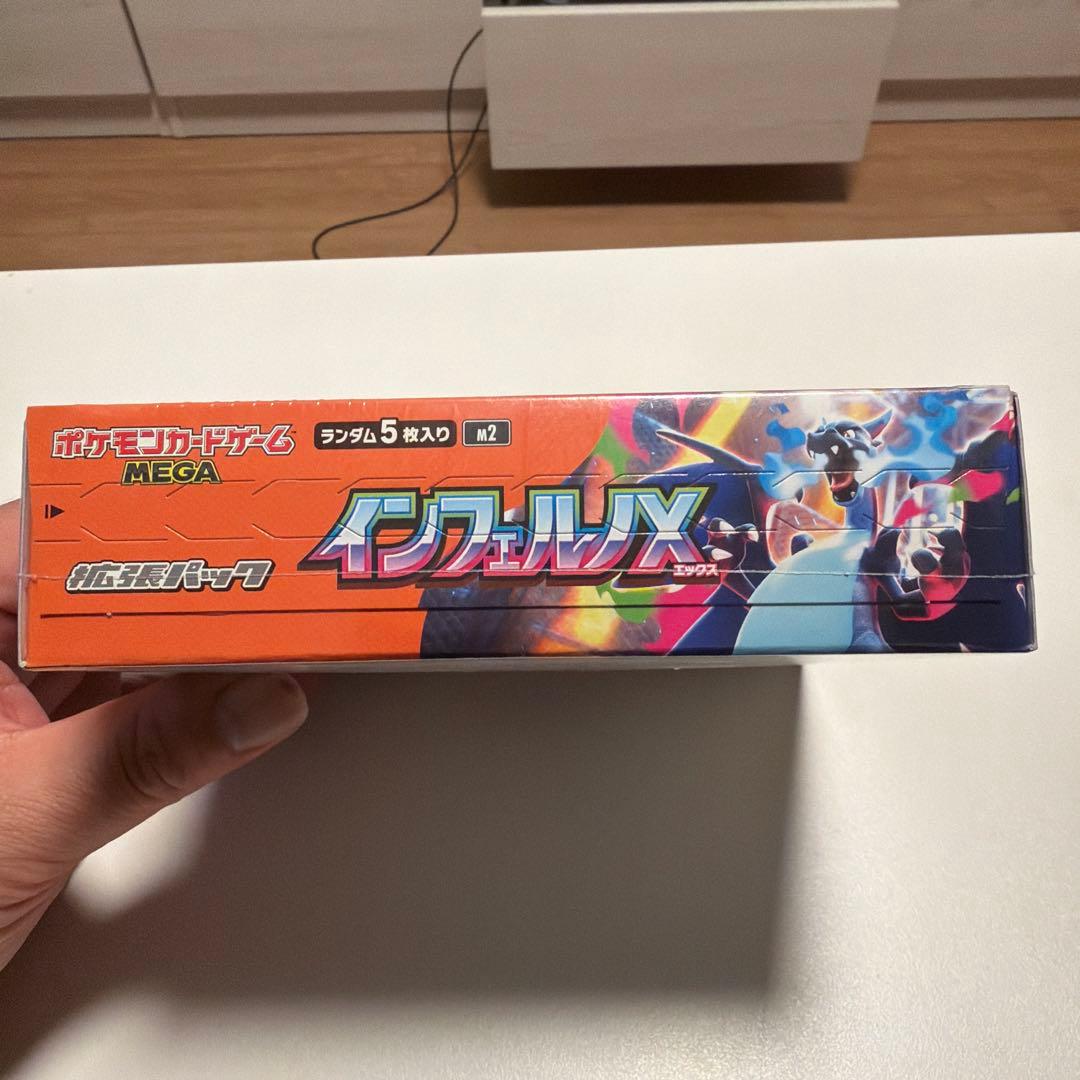 ポケモンカードゲーム
MEGA
ランダム5枚入り
M2
拡張パック
インフェルノX
エックス